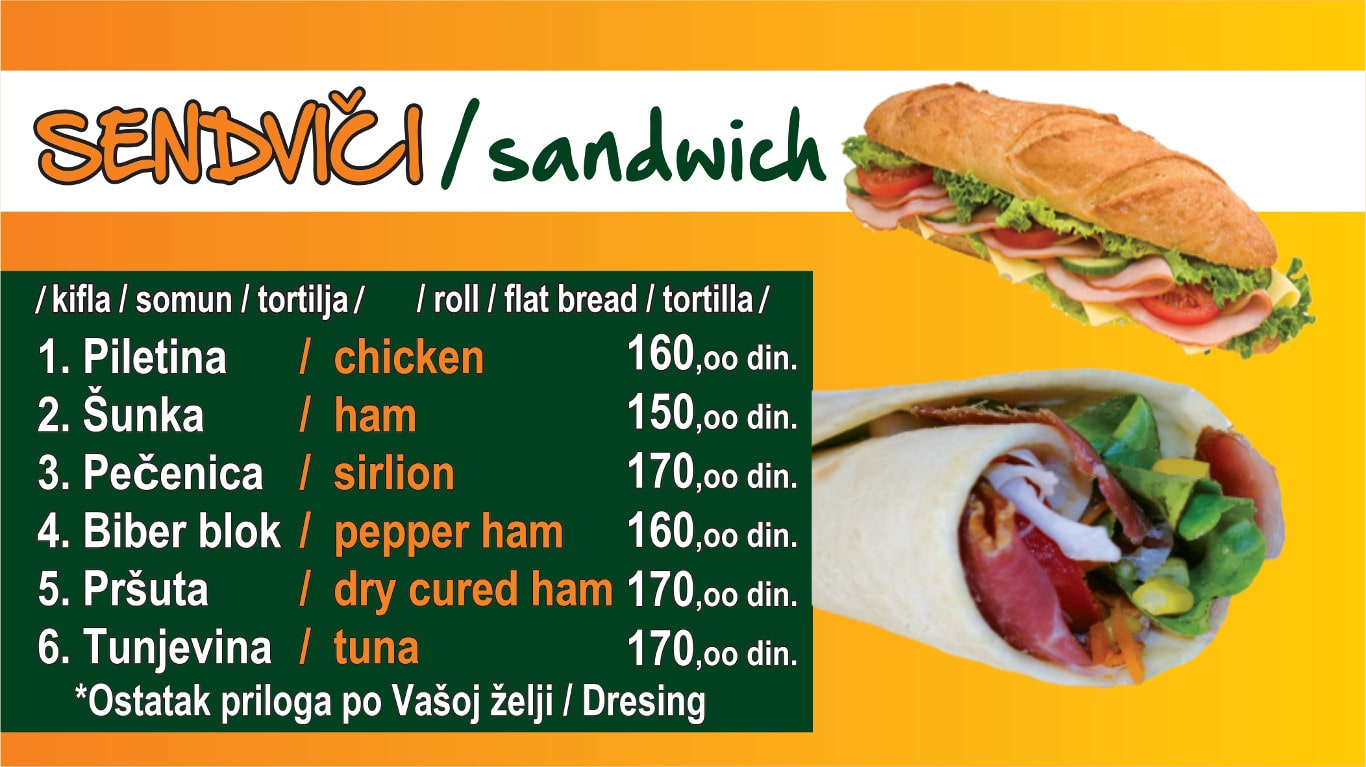 SENDVIČI / sandwich
/ kifla / somun / tortilja / / roll / flat bread / tortilla /
1. Piletina / chicken 160,oo din.
2. Šunka / ham 150,oo din.
3. Pečenica / sirlion 170,oo din.
4. Biber blok / pepper ham 160,oo din.
5. Pršuta / dry cured ham 170,oo din.
6. Tunjevina / tuna 170,oo din.
*Ostatak priloga po Vašoj želji / Dresing